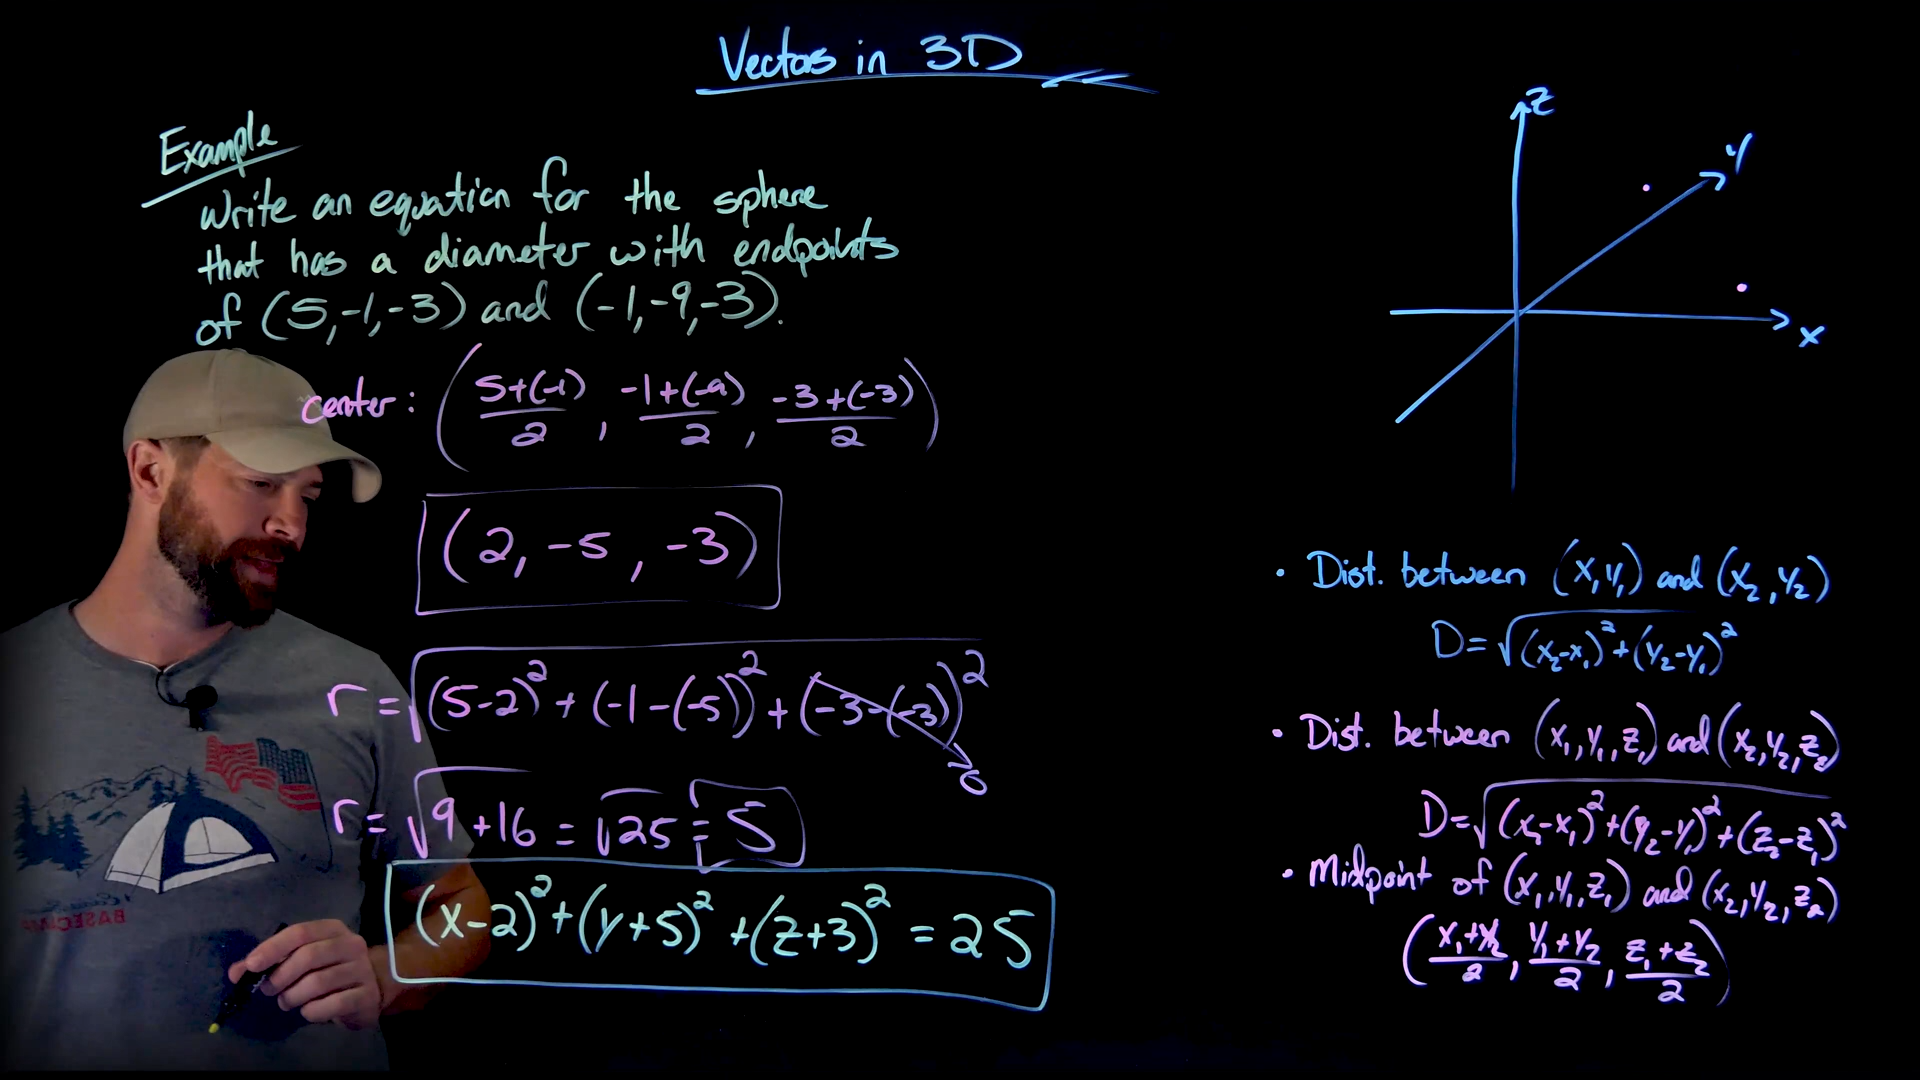 Vectors in 3D
Example
Write an equation for the sphere
that has a diameter with endpoints
of (5,-1,-3) and (-1,-9,-3).
center: ( 5+(-1)/2 , -1+(-9)/2 , -3+(-3)/2 )
(2, -5, -3)
r = √(5-2)² + (-1-(-5))² + (-3-(-3))²
0
r = √9+16 = √25 = 5
(x-2)² + (y+5)² + (z+3)² = 25
z
y
x
• Dist. between (x₁y₁) and (x₂,y₂)
D = √(x₂-x₁)² + (y₂-y₁)²
• Dist. between (x₁,y₁,z₁) and (x₂,y₂,z₂)
D = √(x₂-x₁)² + (y₂-y₁)² + (z₂-z₁)²
• Midpoint of (x₁,y₁,z₁) and (x₂,y₂,z₂)
( x₁+x₂/2 , y₁+y₂/2 , z₁+z₂/2 )